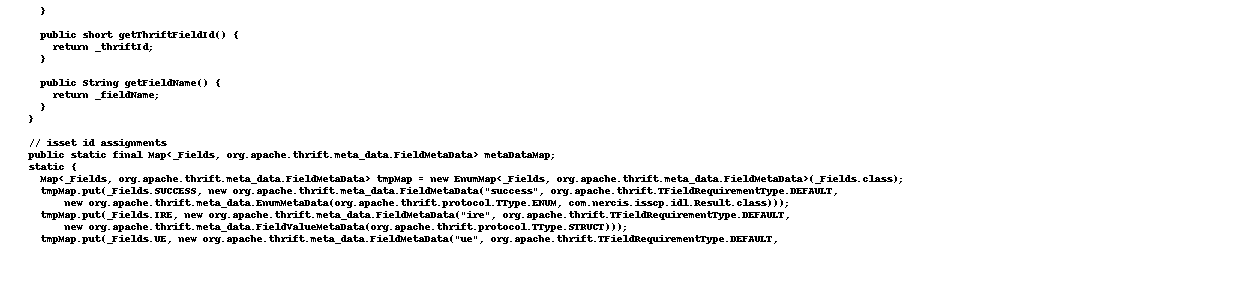 }
public short getThriftFieldId() {
return _thriftId;
}
public String getFieldName() {
return _fieldName;
}
}
// isset id assignments
public static final Map<_Fields, org.apache.thrift.meta_data.FieldMetaData> metaDataMap;
static {
Map<_Fields, org.apache.thrift.meta_data.FieldMetaData> tmpMap = new EnumMap<_Fields, org.apache.thrift.meta_data.FieldMetaData>(_Fields.class);
tmpMap.put(_Fields.SUCCESS, new org.apache.thrift.meta_data.FieldMetaData("success", org.apache.thrift.TFieldRequirementType.DEFAULT,
new org.apache.thrift.meta_data.EnumMetaData(org.apache.thrift.protocol.TType.ENUM, com.nercis.isscp.idl.Result.class)));
tmpMap.put(_Fields.IRE, new org.apache.thrift.meta_data.FieldMetaData("ire", org.apache.thrift.TFieldRequirementType.DEFAULT,
new org.apache.thrift.meta_data.FieldValueMetaData(org.apache.thrift.protocol.TType.STRUCT)));
tmpMap.put(_Fields.UE, new org.apache.thrift.meta_data.FieldMetaData("ue", org.apache.thrift.TFieldRequirementType.DEFAULT,